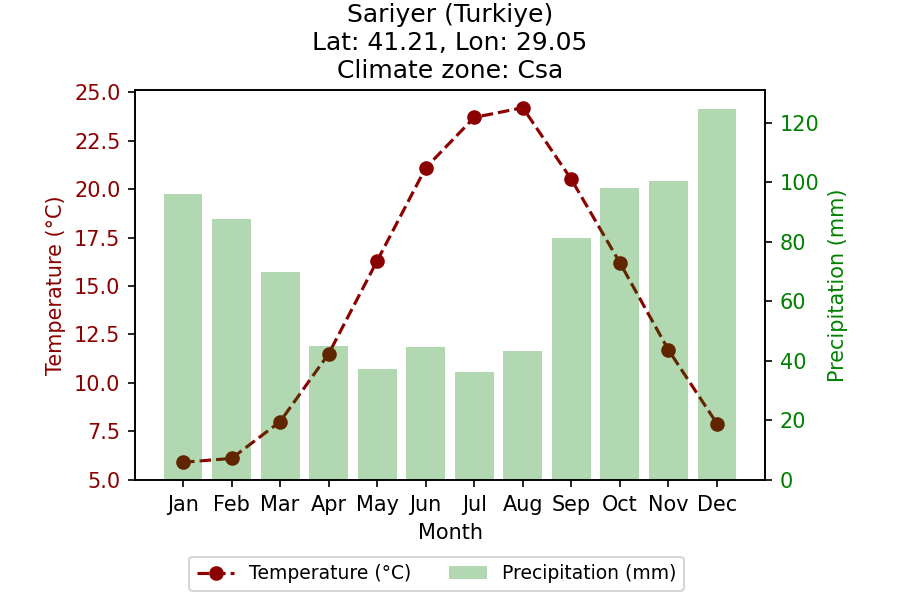 Sariyer (Turkiye)
Lat: 41.21, Lon: 29.05
Climate zone: Csa
25.0
22.5
20.0
17.5
15.0
12.5
10.0
7.5
5.0
Temperature (°C)
120
100
80
60
40
20
0
Precipitation (mm)
Jan Feb Mar Apr May Jun Jul Aug Sep Oct Nov Dec
Month
Temperature (°C) Precipitation (mm)